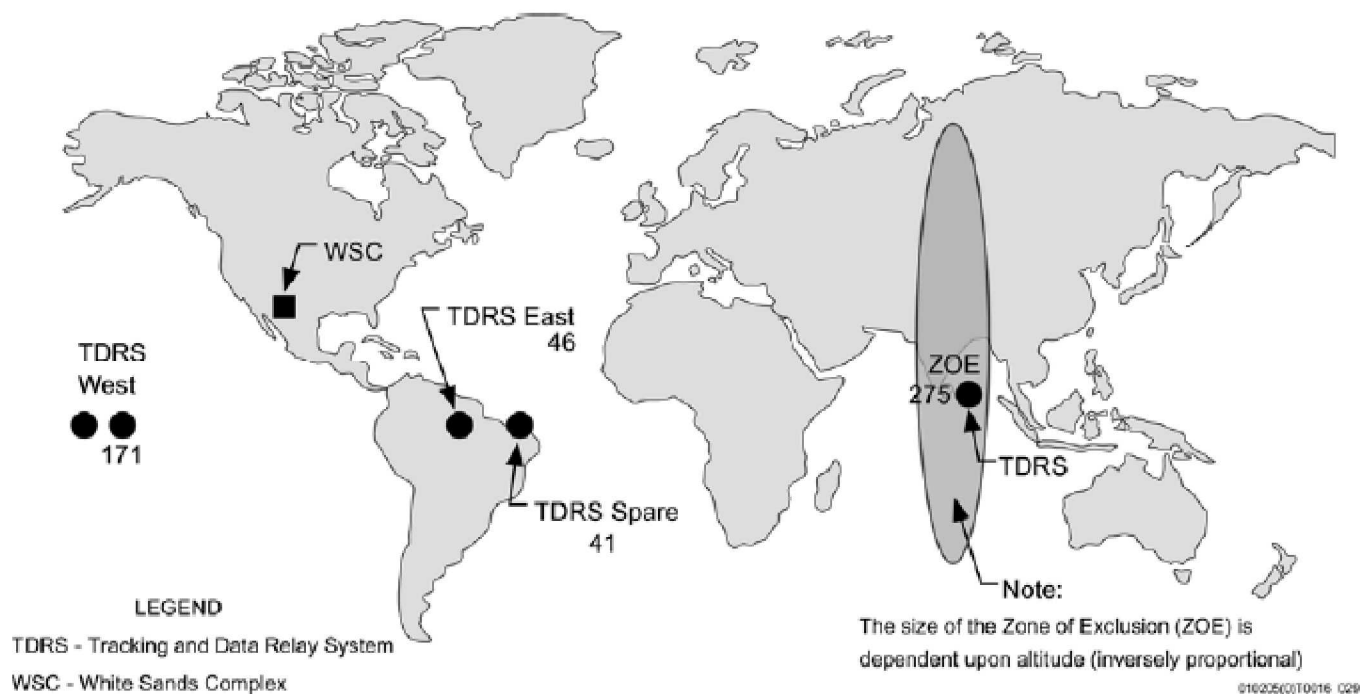 WSC
TDRS East
46
TDRS
West
171
ZOE
275
TDRS
TDRS Spare
41
Note:
The size of the Zone of Exclusion (ZOE) is
dependent upon altitude (inversely proportional)
LEGEND
TDRS - Tracking and Data Relay System
WSC - White Sands Complex